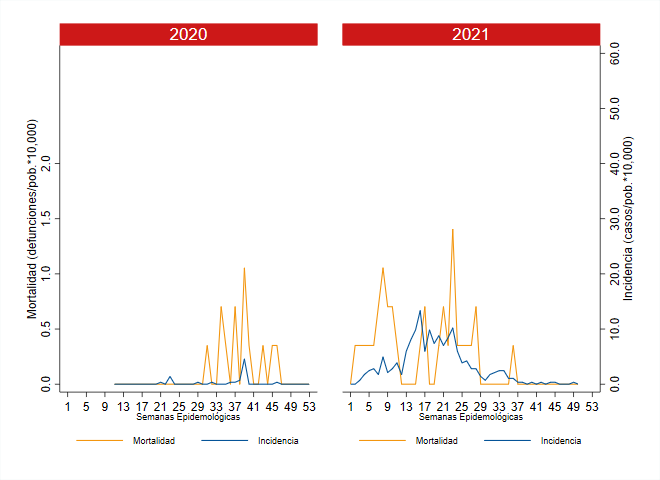 2020
2021
Mortalidad (defunciones/pob.*10,000)
0.0 0.5 1.0 1.5 2.0
Incidencia (casos/pob.*10,000)
0.0 10.0 20.0 30.0 40.0 50.0 60.0
1 5 9 13 17 21 25 29 33 37 41 45 49 53
1 5 9 13 17 21 25 29 33 37 41 45 49 53
Semanas Epidemológicas
Semanas Epidemológicas
Mortalidad Incidencia
Mortalidad Incidencia